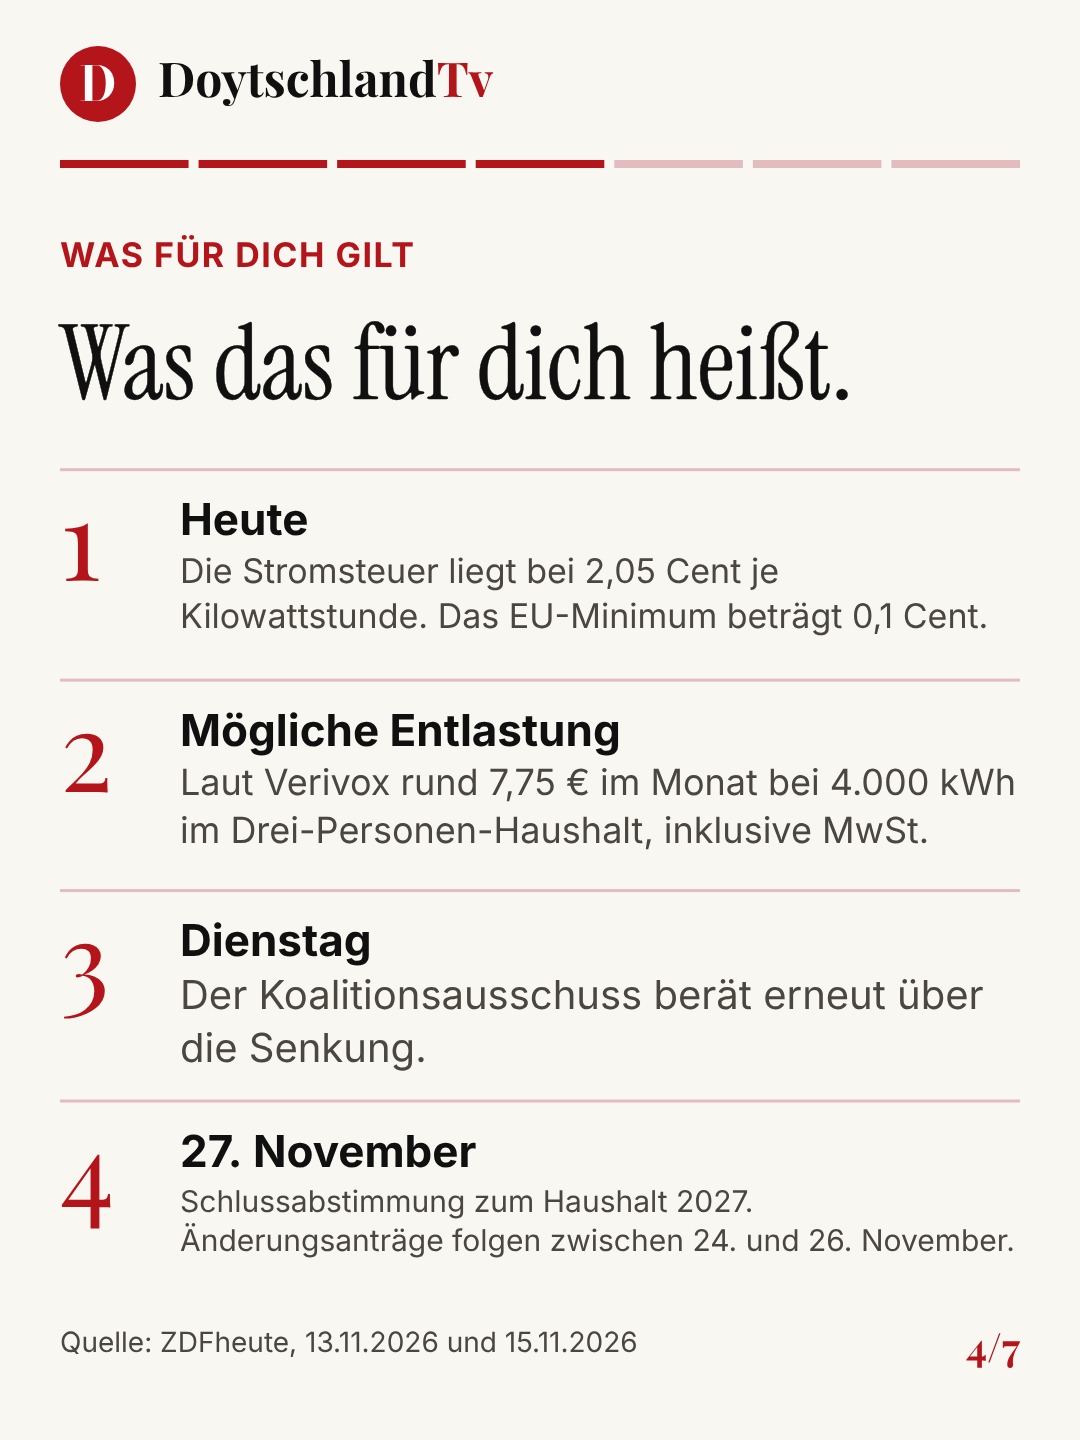 D DoytschlandTv
WAS FÜR DICH GILT
Was das für dich heißt.
1 Heute
Die Stromsteuer liegt bei 2,05 Cent je
Kilowattstunde. Das EU-Minimum beträgt 0,1 Cent.
2 Mögliche Entlastung
Laut Verivox rund 7,75 € im Monat bei 4.000 kWh
im Drei-Personen-Haushalt, inklusive MwSt.
3 Dienstag
Der Koalitionsausschuss berät erneut über
die Senkung.
4 27. November
Schlussabstimmung zum Haushalt 2027.
Änderungsanträge folgen zwischen 24. und 26. November.
Quelle: ZDFheute, 13.11.2026 und 15.11.2026
4/7